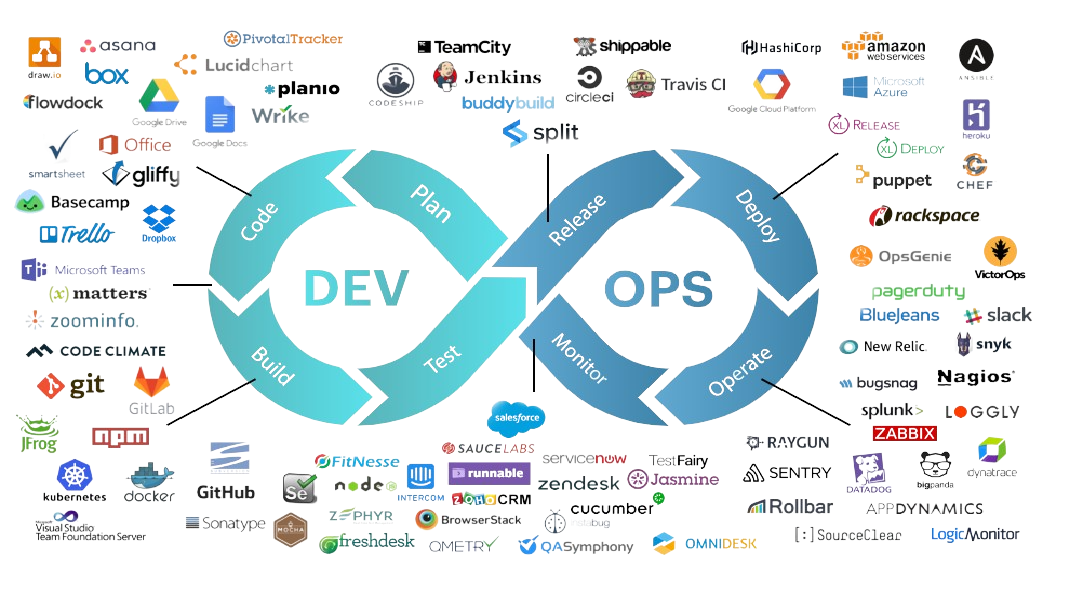 draw.io
asana
PivotalTracker
box
Lucidchart
flowdock
Google Drive
planio
Google Docs
Wrike
smartsheet
Office
gliffy
Basecamp
Trello
Dropbox
Microsoft Teams
(x) matters
zoominfo.
CODE CLIMATE
git
GitLab
JFrog
npm
kubernetes
docker
GitHub
Visual Studio
Team Foundation Server
Sonatype
TeamCity
shippable
CODESHIP
Jenkins
buddybuild
circleci
Travis CI
split
HashiCorp
amazon
web services
ANSIBLE
Google Cloud Platform
Microsoft
Azure
XL RELEASE
heroku
XL DEPLOY
puppet
CHEF
rackspace
OpsGenie
VictorOps
pagerduty
BlueJeans
slack
New Relic.
snyk
bugsnag
Nagios®
splunk>
LOGGLY
ZABBIX
RAYGUN
SENTRY
DATADOG
bigpanda
dynatrace
Rollbar
APPDYNAMICS
[:]SourceClear
LogicMonitor
Code
Plan
Release
Deploy
DEV
OPS
Build
Test
Monitor
Operate
salesforce
SAUCELABS
FitNesse
servicenow
TestFairy
Se
node
JS
INTERCOM
runnable
zendesk
Jasmine
ZOHO CRM
cucumber
MOCHA
ZEPHYR
BrowserStack
instabug
freshdesk
QMETRY
QASymphony
OMNIDESK